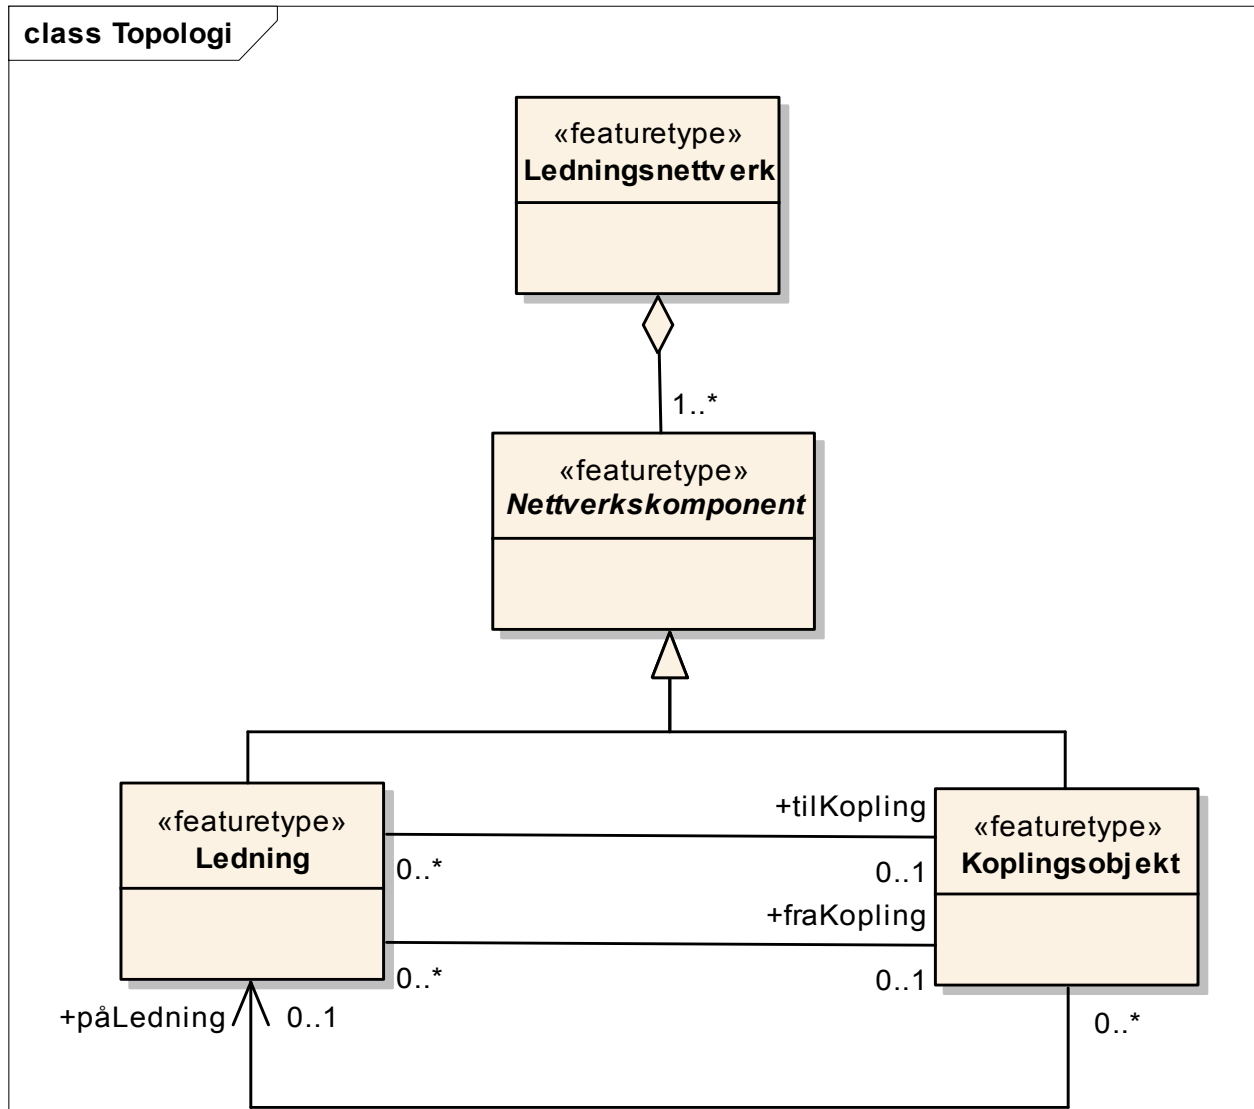 class Topologi
«featuretype»
Ledningsnettverk
1..*
«featuretype»
Nettverkskomponent
«featuretype»
Ledning
+tilKopling
0..*
0..1
+fraKopling
0..*
0..1
«featuretype»
Koplingsobjekt
+påLedning
0..1
0..*